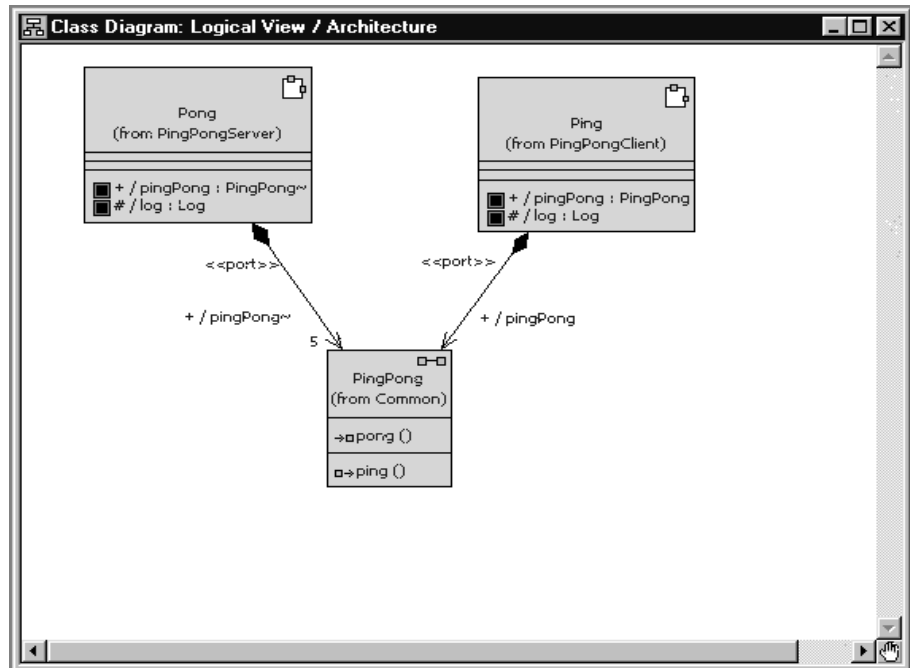 Class Diagram: Logical View / Architecture
Pong
(from PingPongServer)
+ / pingPong : PingPong~
# / log : Log
Ping
(from PingPongClient)
+ / pingPong : PingPong
# / log : Log
<<port>>
<<port>>
+ / pingPong~
+ / pingPong
5
PingPong
(from Common)
pong ()
ping ()